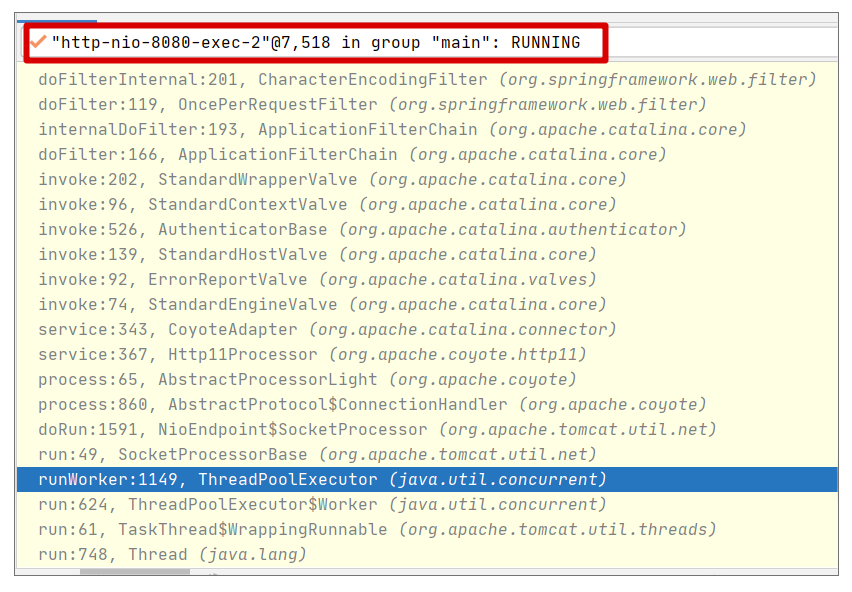 "http-nio-8080-exec-2"@7,518 in group "main": RUNNING
doFilterInternal:201, CharacterEncodingFilter (org.springframework.web.filter)
doFilter:119, OncePerRequestFilter (org.springframework.web.filter)
internalDoFilter:193, ApplicationFilterChain (org.apache.catalina.core)
doFilter:166, ApplicationFilterChain (org.apache.catalina.core)
invoke:202, StandardWrapperValve (org.apache.catalina.core)
invoke:96, StandardContextValve (org.apache.catalina.core)
invoke:526, AuthenticatorBase (org.apache.catalina.authenticator)
invoke:139, StandardHostValve (org.apache.catalina.core)
invoke:92, ErrorReportValve (org.apache.catalina.valves)
invoke:74, StandardEngineValve (org.apache.catalina.core)
service:343, CoyoteAdapter (org.apache.catalina.connector)
service:367, Http11Processor (org.apache.coyote.http11)
process:65, AbstractProcessorLight (org.apache.coyote)
process:860, AbstractProtocol$ConnectionHandler (org.apache.coyote)
doRun:1591, NioEndpoint$SocketProcessor (org.apache.tomcat.util.net)
run:49, SocketProcessorBase (org.apache.tomcat.util.net)
runWorker:1149, ThreadPoolExecutor (java.util.concurrent)
run:624, ThreadPoolExecutor$Worker (java.util.concurrent)
run:61, TaskThread$WrappingRunnable (org.apache.tomcat.util.threads)
run:748, Thread (java.lang)